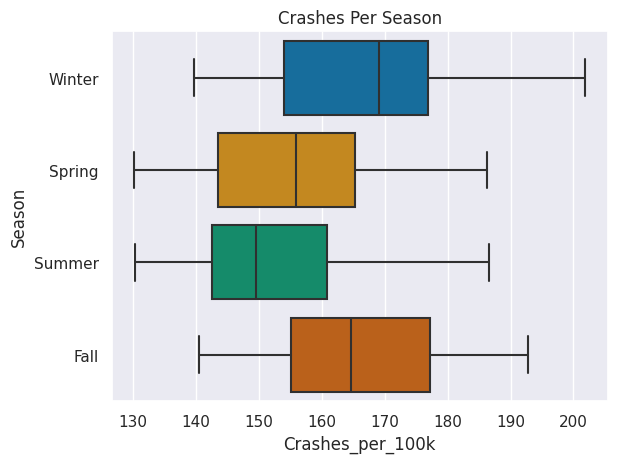 Crashes Per Season
Season
Winter
Spring
Summer
Fall
130 140 150 160 170 180 190 200
Crashes_per_100k